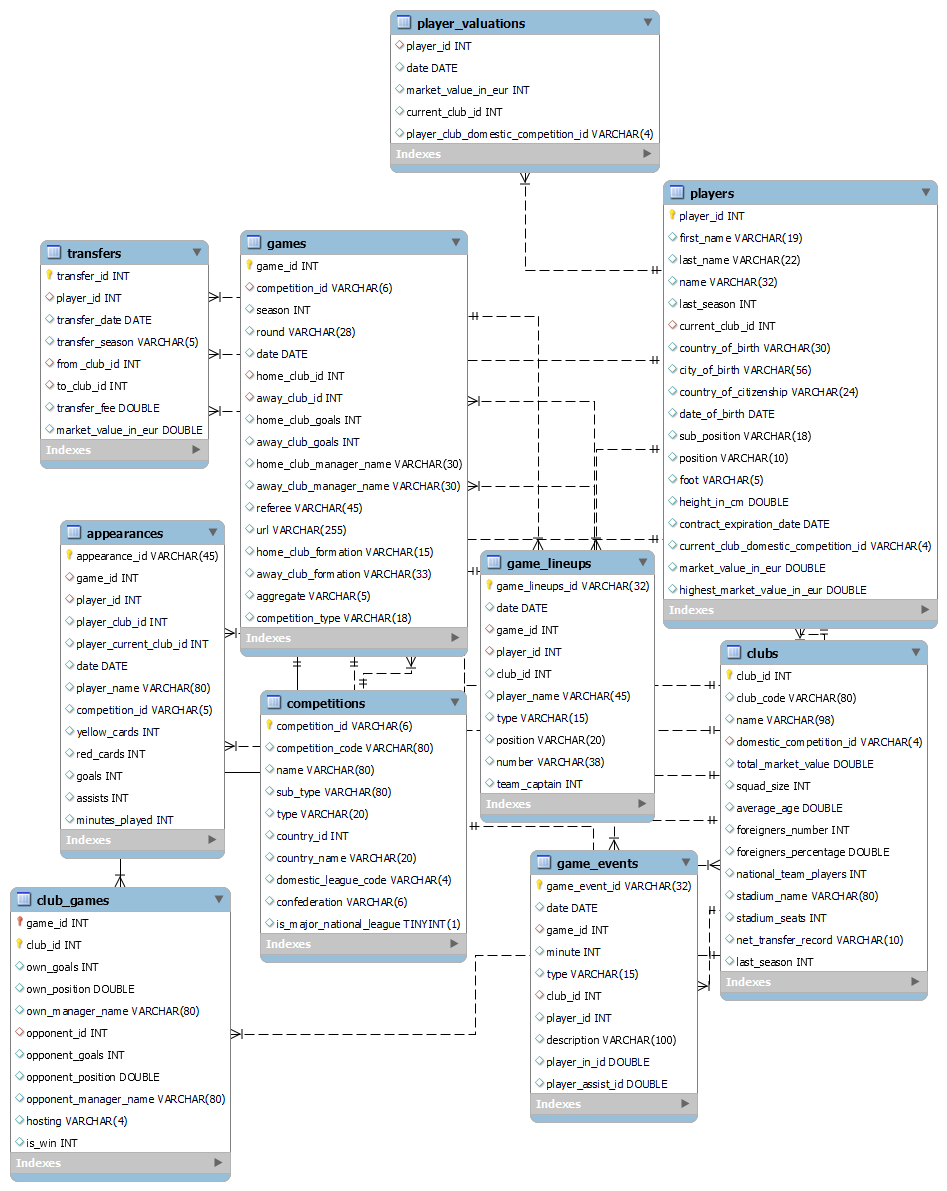 player_valuations
player_id INT
date DATE
market_value_in_eur INT
current_club_id INT
player_club_domestic_competition_id VARCHAR(4)
Indexes
players
player_id INT
first_name VARCHAR(19)
last_name VARCHAR(22)
name VARCHAR(32)
last_season INT
current_club_id INT
country_of_birth VARCHAR(30)
city_of_birth VARCHAR(56)
country_of_citizenship VARCHAR(24)
date_of_birth DATE
sub_position VARCHAR(18)
position VARCHAR(10)
foot VARCHAR(5)
height_in_cm DOUBLE
contract_expiration_date DATE
current_club_domestic_competition_id VARCHAR(4)
market_value_in_eur DOUBLE
highest_market_value_in_eur DOUBLE
Indexes
games
game_id INT
competition_id VARCHAR(6)
season INT
round VARCHAR(28)
date DATE
home_club_id INT
away_club_id INT
home_club_goals INT
away_club_goals INT
home_club_manager_name VARCHAR(30)
away_club_manager_name VARCHAR(30)
referee VARCHAR(45)
url VARCHAR(255)
home_club_formation VARCHAR(15)
away_club_formation VARCHAR(33)
aggregate VARCHAR(5)
competition_type VARCHAR(18)
Indexes
transfers
transfer_id INT
player_id INT
transfer_date DATE
transfer_season VARCHAR(5)
from_club_id INT
to_club_id INT
transfer_fee DOUBLE
market_value_in_eur DOUBLE
Indexes
appearances
appearance_id VARCHAR(45)
game_id INT
player_id INT
player_club_id INT
player_current_club_id INT
date DATE
player_name VARCHAR(80)
competition_id VARCHAR(5)
yellow_cards INT
red_cards INT
goals INT
assists INT
minutes_played INT
Indexes
game_lineups
game_lineups_id VARCHAR(32)
date DATE
game_id INT
player_id INT
club_id INT
player_name VARCHAR(45)
type VARCHAR(15)
position VARCHAR(20)
number VARCHAR(38)
team_captain INT
Indexes
clubs
club_id INT
club_code VARCHAR(80)
name VARCHAR(98)
domestic_competition_id VARCHAR(4)
total_market_value DOUBLE
squad_size INT
average_age DOUBLE
foreigners_number INT
foreigners_percentage DOUBLE
national_team_players INT
stadium_name VARCHAR(80)
stadium_seats INT
net_transfer_record VARCHAR(10)
last_season INT
Indexes
competitions
competition_id VARCHAR(6)
competition_code VARCHAR(80)
name VARCHAR(80)
sub_type VARCHAR(80)
type VARCHAR(20)
country_id INT
country_name VARCHAR(20)
domestic_league_code VARCHAR(4)
confederation VARCHAR(6)
is_major_national_league TINYINT(1)
Indexes
game_events
game_event_id VARCHAR(32)
date DATE
game_id INT
minute INT
type VARCHAR(15)
club_id INT
player_id INT
description VARCHAR(100)
player_in_id DOUBLE
player_assist_id DOUBLE
Indexes
club_games
game_id INT
club_id INT
own_goals INT
own_position DOUBLE
own_manager_name VARCHAR(80)
opponent_id INT
opponent_goals INT
opponent_position DOUBLE
opponent_manager_name VARCHAR(80)
hosting VARCHAR(4)
is_win INT
Indexes